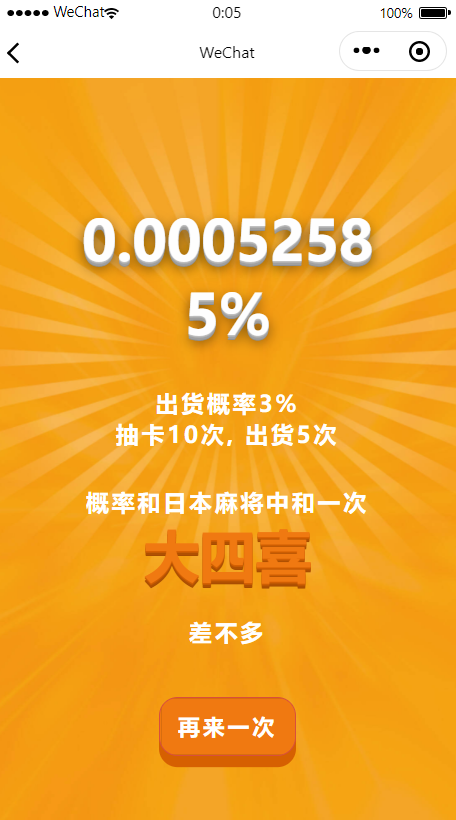 WeChat
0:05
100%
WeChat
0.0005258
5%
出货概率3%
抽卡10次, 出货5次
概率和日本麻将中和一次
大四喜
差不多
再来一次